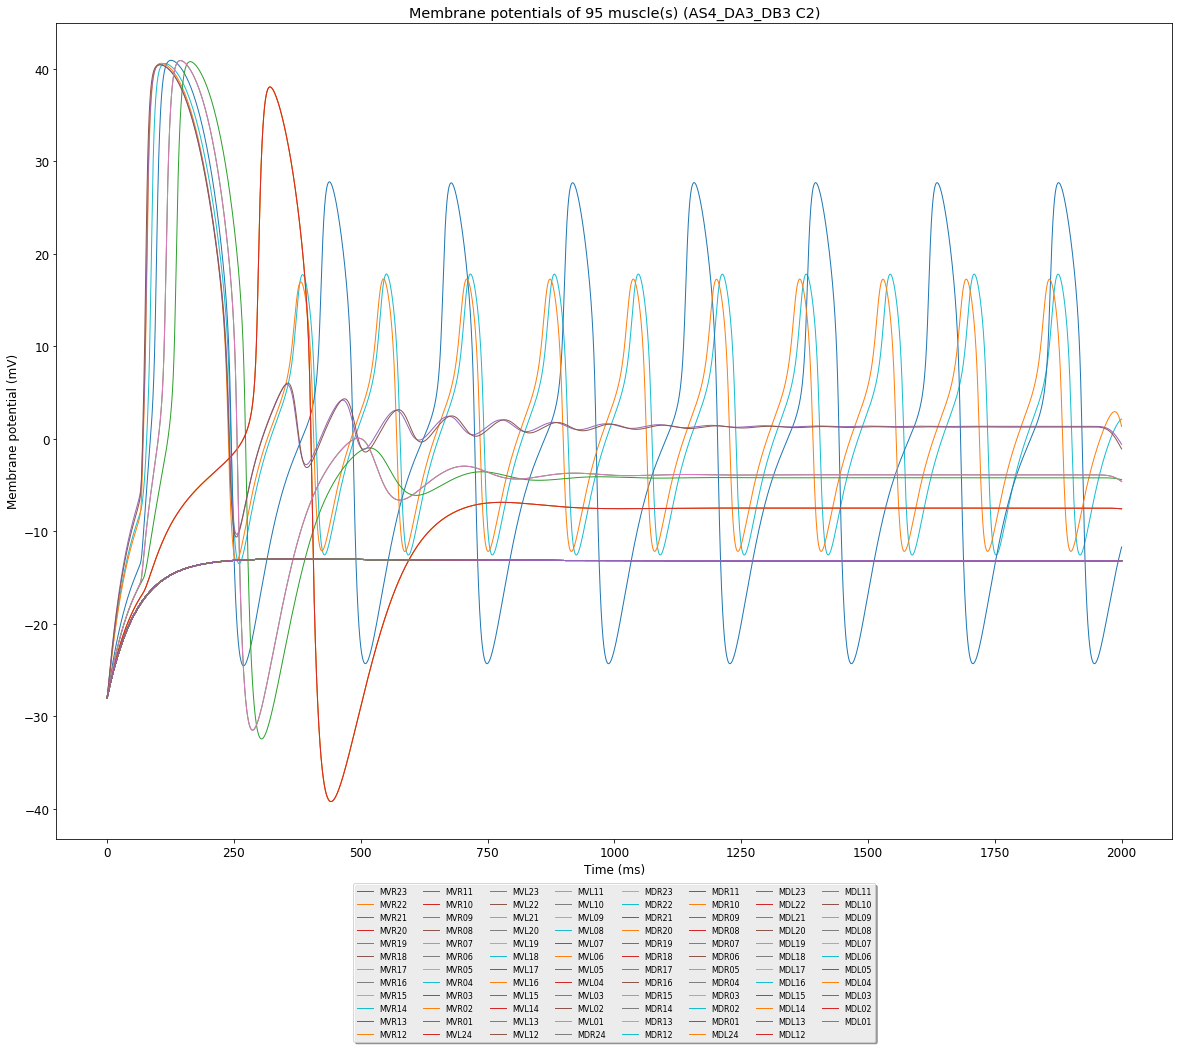 Membrane potentials of 95 muscle(s) (AS4_DA3_DB3 C2)
40
30
20
10
0
−10
−20
−30
−40
Membrane potential (mV)
0 250 500 750 1000 1250 1500 1750 2000
Time (ms)
MVR23 MVR11 MVL23 MVL11 MDR23 MDR11 MDL23 MDL11
MVR22 MVR10 MVL22 MVL10 MDR22 MDR10 MDL22 MDL10
MVR21 MVR09 MVL21 MVL09 MDR21 MDR09 MDL21 MDL09
MVR20 MVR08 MVL20 MVL08 MDR20 MDR08 MDL20 MDL08
MVR19 MVR07 MVL19 MVL07 MDR19 MDR07 MDL19 MDL07
MVR18 MVR06 MVL18 MVL06 MDR18 MDR06 MDL18 MDL06
MVR17 MVR05 MVL17 MVL05 MDR17 MDR05 MDL17 MDL05
MVR16 MVR04 MVL16 MVL04 MDR16 MDR04 MDL16 MDL04
MVR15 MVR03 MVL15 MVL03 MDR15 MDR03 MDL15 MDL03
MVR14 MVR02 MVL14 MVL02 MDR14 MDR02 MDL14 MDL02
MVR13 MVR01 MVL13 MVL01 MDR13 MDR01 MDL13 MDL01
MVR12 MVL24 MVL12 MDR24 MDR12 MDL24 MDL12